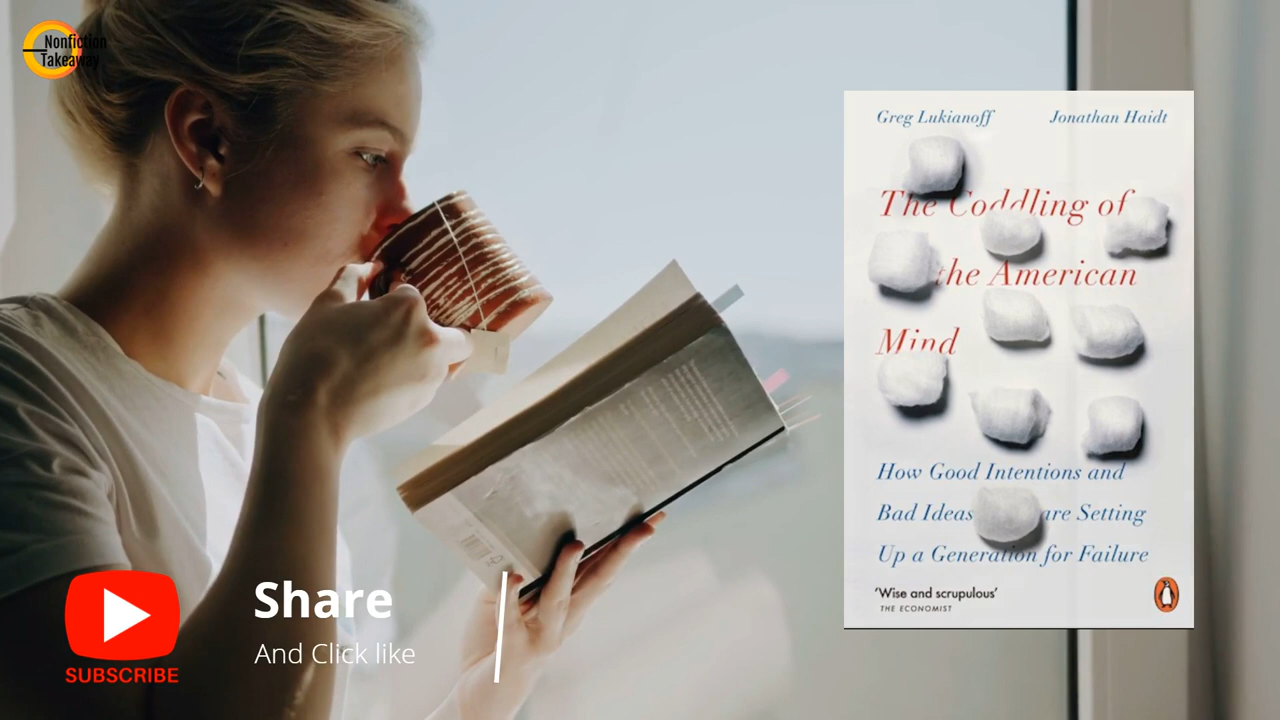 Nonfiction
Takeaway
Greg Lukianoff Jonathan Haidt
The Coddling of
the American
Mind
How Good Intentions and
Bad Ideas are Setting
Up a Generation for Failure
'Wise and scrupulous'
THE ECONOMIST
Share
And Click like
SUBSCRIBE